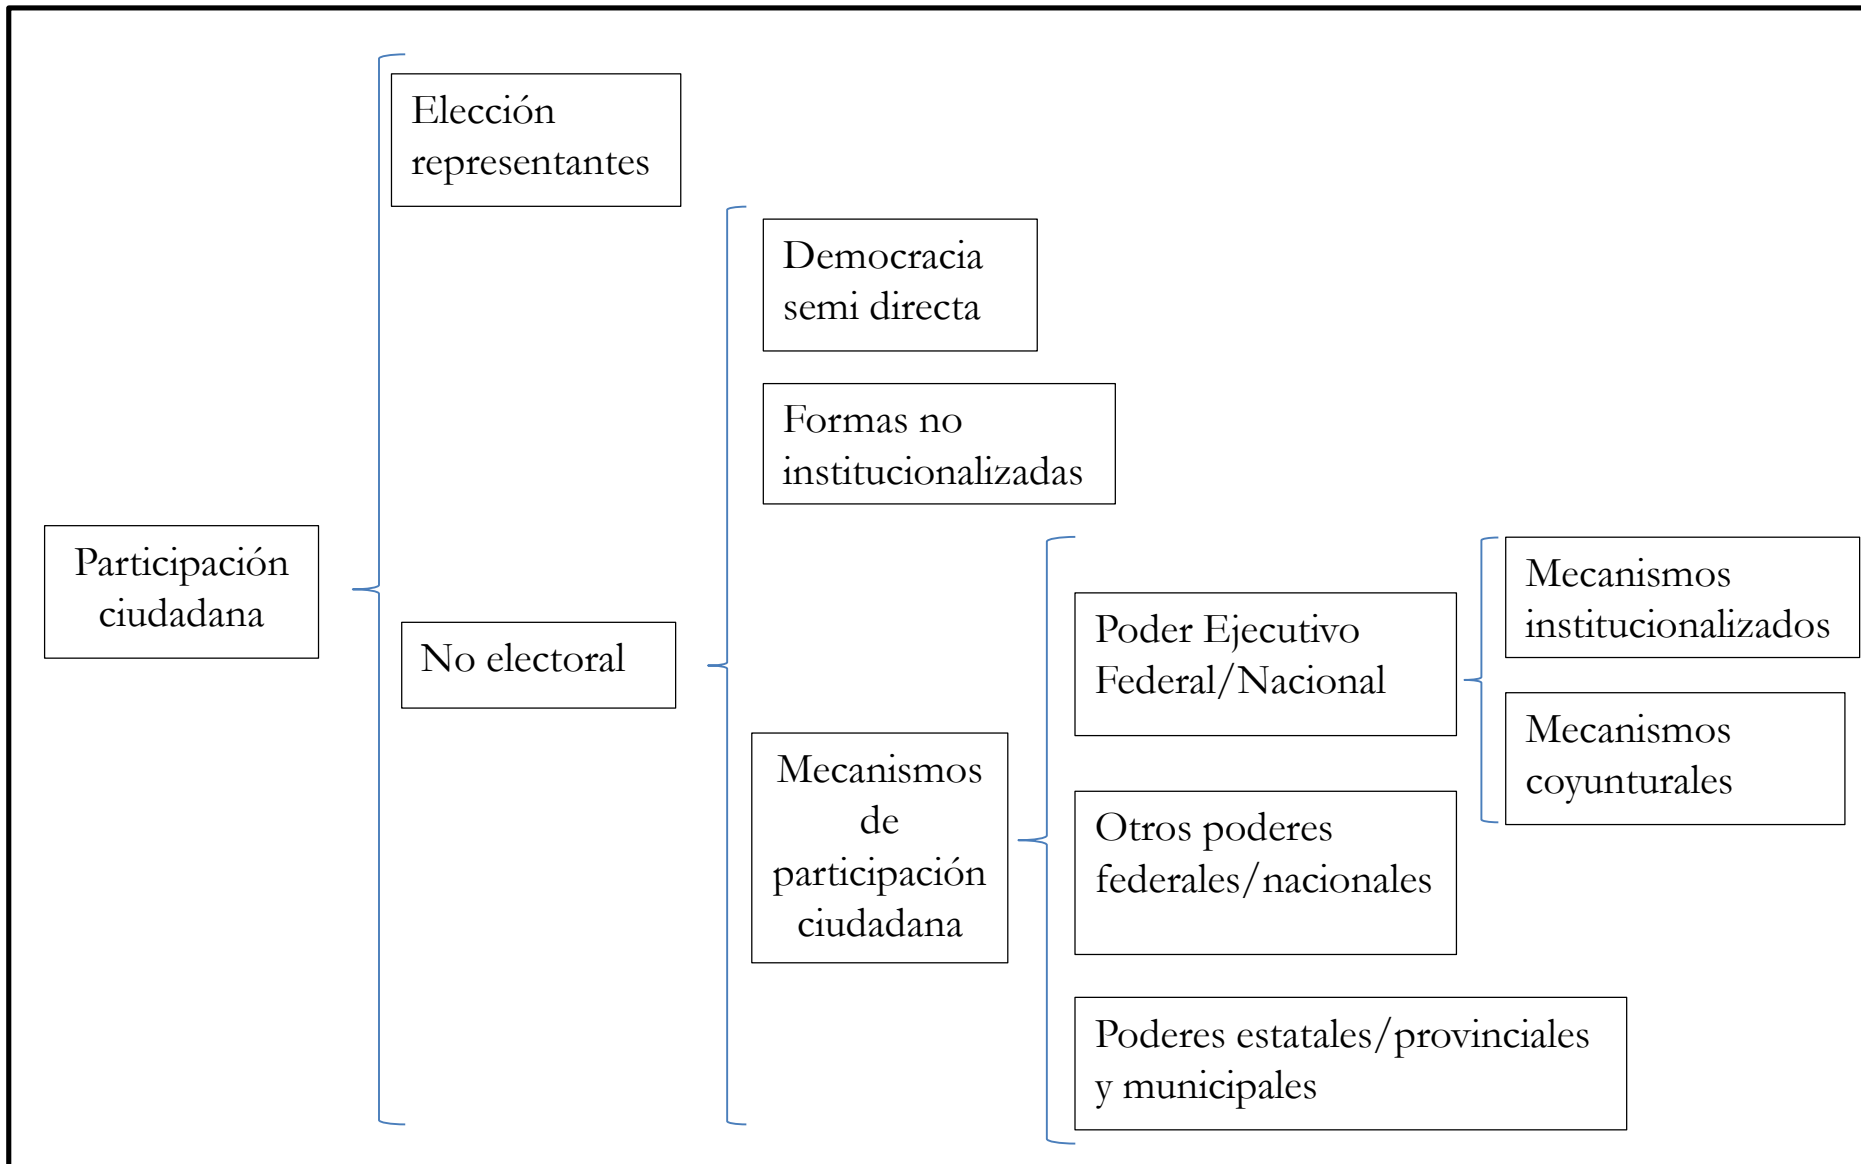 Elección
representantes
Democracia
semi directa
Formas no
institucionalizadas
Participación
ciudadana
No electoral
Mecanismos
de
participación
ciudadana
Poder Ejecutivo
Federal/Nacional
Otros poderes
federales/nacionales
Poderes estatales/provinciales
y municipales
Mecanismos
institucionalizados
Mecanismos
coyunturales